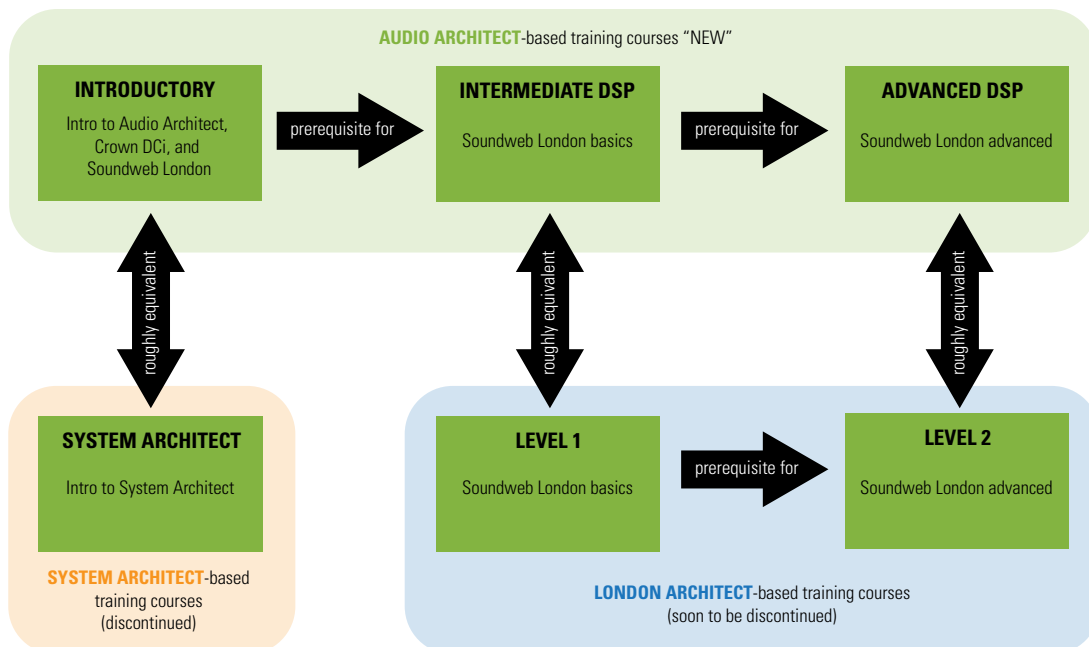 AUDIO ARCHITECT-based training courses “NEW”
INTRODUCTORY
Intro to Audio Architect,
Crown DCi, and
Soundweb London
prerequisite for
INTERMEDIATE DSP
Soundweb London basics
prerequisite for
ADVANCED DSP
Soundweb London advanced
roughly equivalent
roughly equivalent
roughly equivalent
SYSTEM ARCHITECT
Intro to System Architect
SYSTEM ARCHITECT-based
training courses
(discontinued)
LEVEL 1
Soundweb London basics
prerequisite for
LEVEL 2
Soundweb London advanced
LONDON ARCHITECT-based training courses
(soon to be discontinued)